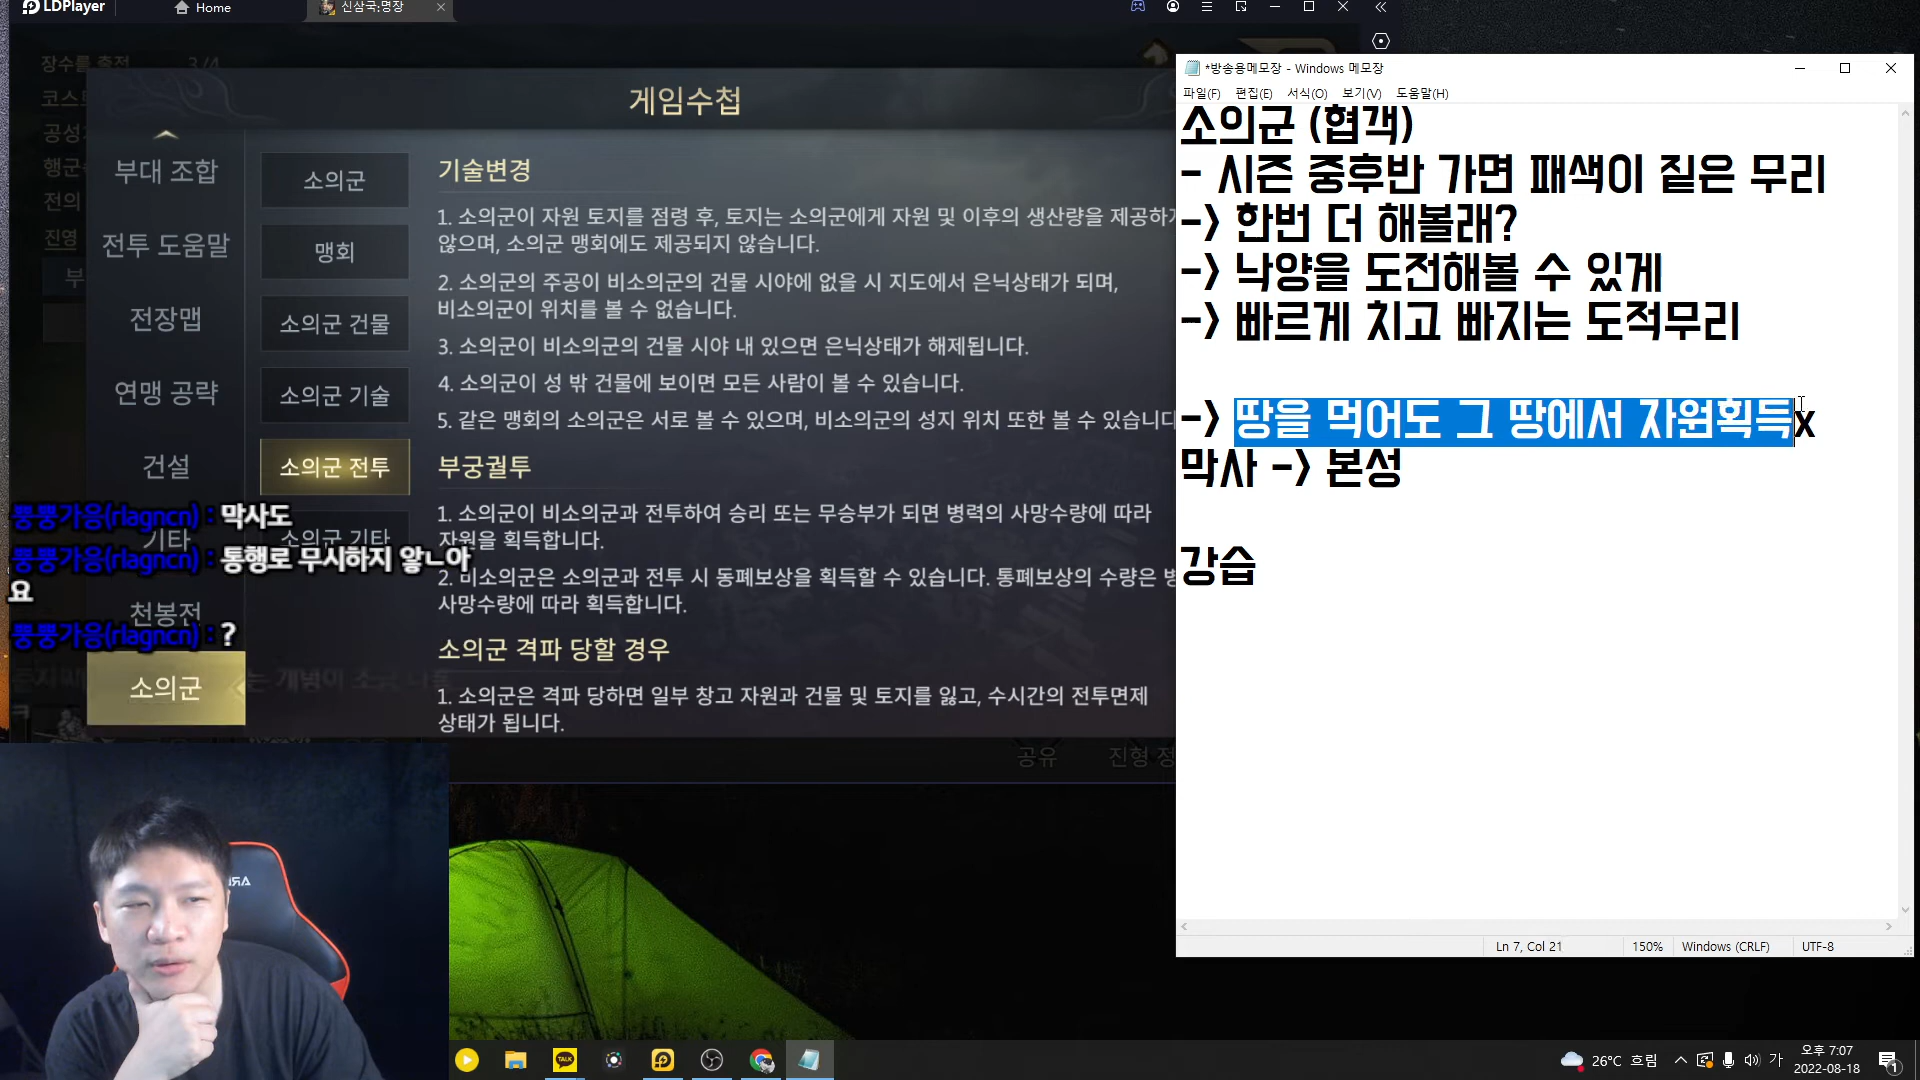 LDPlayer
Home
신삼국;명장
장수를 출전 3/4
게임수첩
부대 조합
전투 도움말
전장맵
연맹 공략
건설
기타
천봉전
소의군
소의군
맹회
소의군 건물
소의군 기술
소의군 전투
소의군 기타
기술변경
1. 소의군이 자원 토지를 점령 후, 토지는 소의군에게 자원 및 이후의 생산량을 제공하지
않으며, 소의군 맹회에도 제공되지 않습니다.
2. 소의군의 주공이 비소의군의 건물 시야에 없을 시 지도에서 은닉상태가 되며,
비소의군이 위치를 볼 수 없습니다.
3. 소의군이 비소의군의 건물 시야 내 있으면 은닉상태가 해제됩니다.
4. 소의군이 성 밖 건물에 보이면 모든 사람이 볼 수 있습니다.
5. 같은 맹회의 소의군은 서로 볼 수 있으며, 비소의군의 성지 위치 또한 볼 수 있습니다
부궁궐투
1. 소의군이 비소의군과 전투하여 승리 또는 무승부가 되면 병력의 사망수량에 따라
자원을 획득합니다.
2. 비소의군은 소의군과 전투 시 동폐보상을 획득할 수 있습니다. 통폐보상의 수량은 병
사망수량에 따라 획득합니다.
소의군 격파 당할 경우
1. 소의군은 격파 당하면 일부 창고 자원과 건물 및 토지를 잃고, 수시간의 전투면제
상태가 됩니다.
공유
진형 정
뿡뿡가응(rlagncn) : 막사도
뿡뿡가응(rlagncn) : 통행로 무시하지 않ㄴ아
요
뿡뿡가응(rlagncn) : ?
*방송용메모장 - Windows 메모장
파일(F) 편집(E) 서식(O) 보기(V) 도움말(H)
소의군 (협객)
- 시즌 중후반 가면 패색이 짙은 무리
-> 한번 더 해볼래?
-> 낙양을 도전해볼 수 있게
-> 빠르게 치고 빠지는 도적무리
-> 땅을 먹어도 그 땅에서 자원획득x
막사 -> 본성
강습
Ln 7, Col 21 150% Windows (CRLF) UTF-8
TALK
26°C 흐림
가
오후 7:07
2022-08-18
1